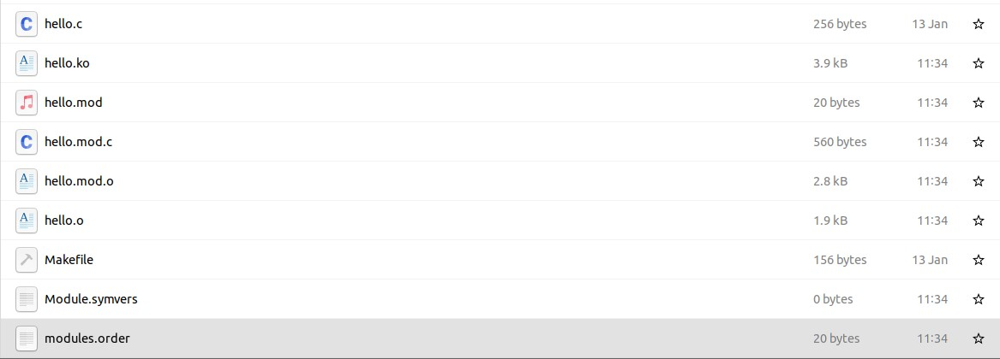 hello.c 256 bytes 13 Jan
hello.ko 3.9 kB 11:34
hello.mod 20 bytes 11:34
hello.mod.c 560 bytes 11:34
hello.mod.o 2.8 kB 11:34
hello.o 1.9 kB 11:34
Makefile 156 bytes 13 Jan
Module.symvers 0 bytes 11:34
modules.order 20 bytes 11:34